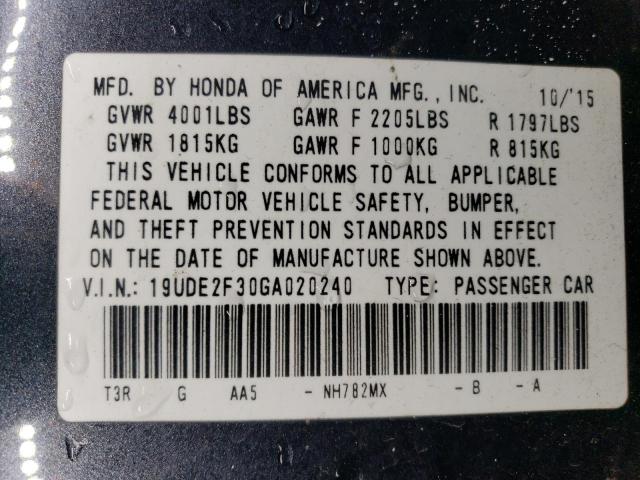 MFD. BY HONDA OF AMERICA MFG., INC. 10/'15
GVWR 4001LBS GAWR F 2205LBS R 1797LBS
GVWR 1815KG GAWR F 1000KG R 815KG
THIS VEHICLE CONFORMS TO ALL APPLICABLE
FEDERAL MOTOR VEHICLE SAFETY, BUMPER,
AND THEFT PREVENTION STANDARDS IN EFFECT
ON THE DATE OF MANUFACTURE SHOWN ABOVE.
V.I.N.: 19UDE2F30GA020240 TYPE: PASSENGER CAR
T3R G AA5 - NH782MX - B - A